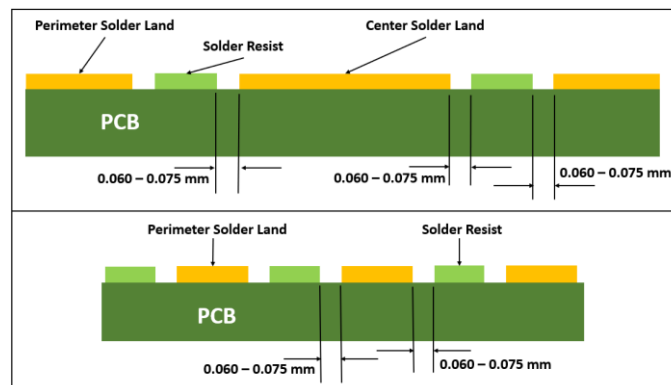 Perimeter Solder Land
Center Solder Land
Solder Resist
PCB
0.060 – 0.075 mm
0.060 – 0.075 mm
0.060 – 0.075 mm
Perimeter Solder Land
Solder Resist
PCB
0.060 – 0.075 mm
0.060 – 0.075 mm